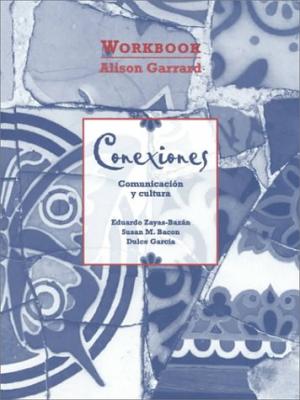 WORKBOOK
Alison Garrard
Conexiones
Comunicación
y cultura
Eduardo Zayas-Bazán
Susan M. Bacon
Dulce García